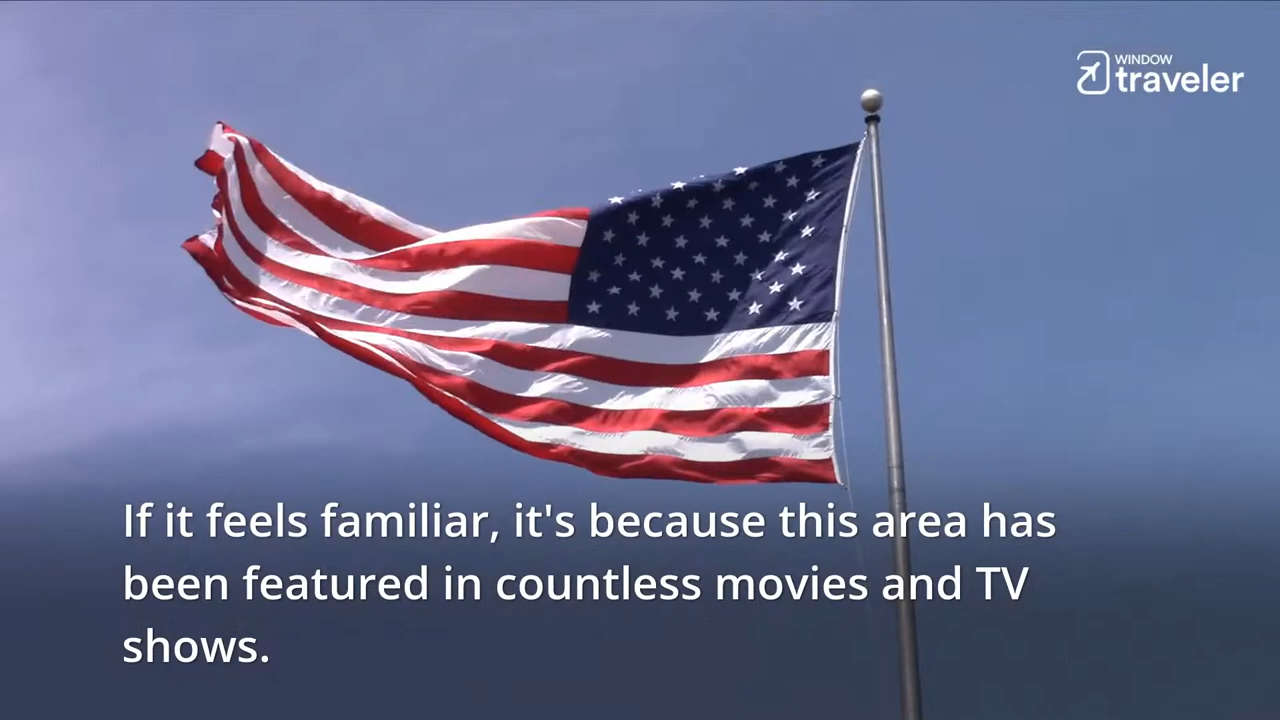 WINDOW
traveler
If it feels familiar, it's because this area has
been featured in countless movies and TV
shows.